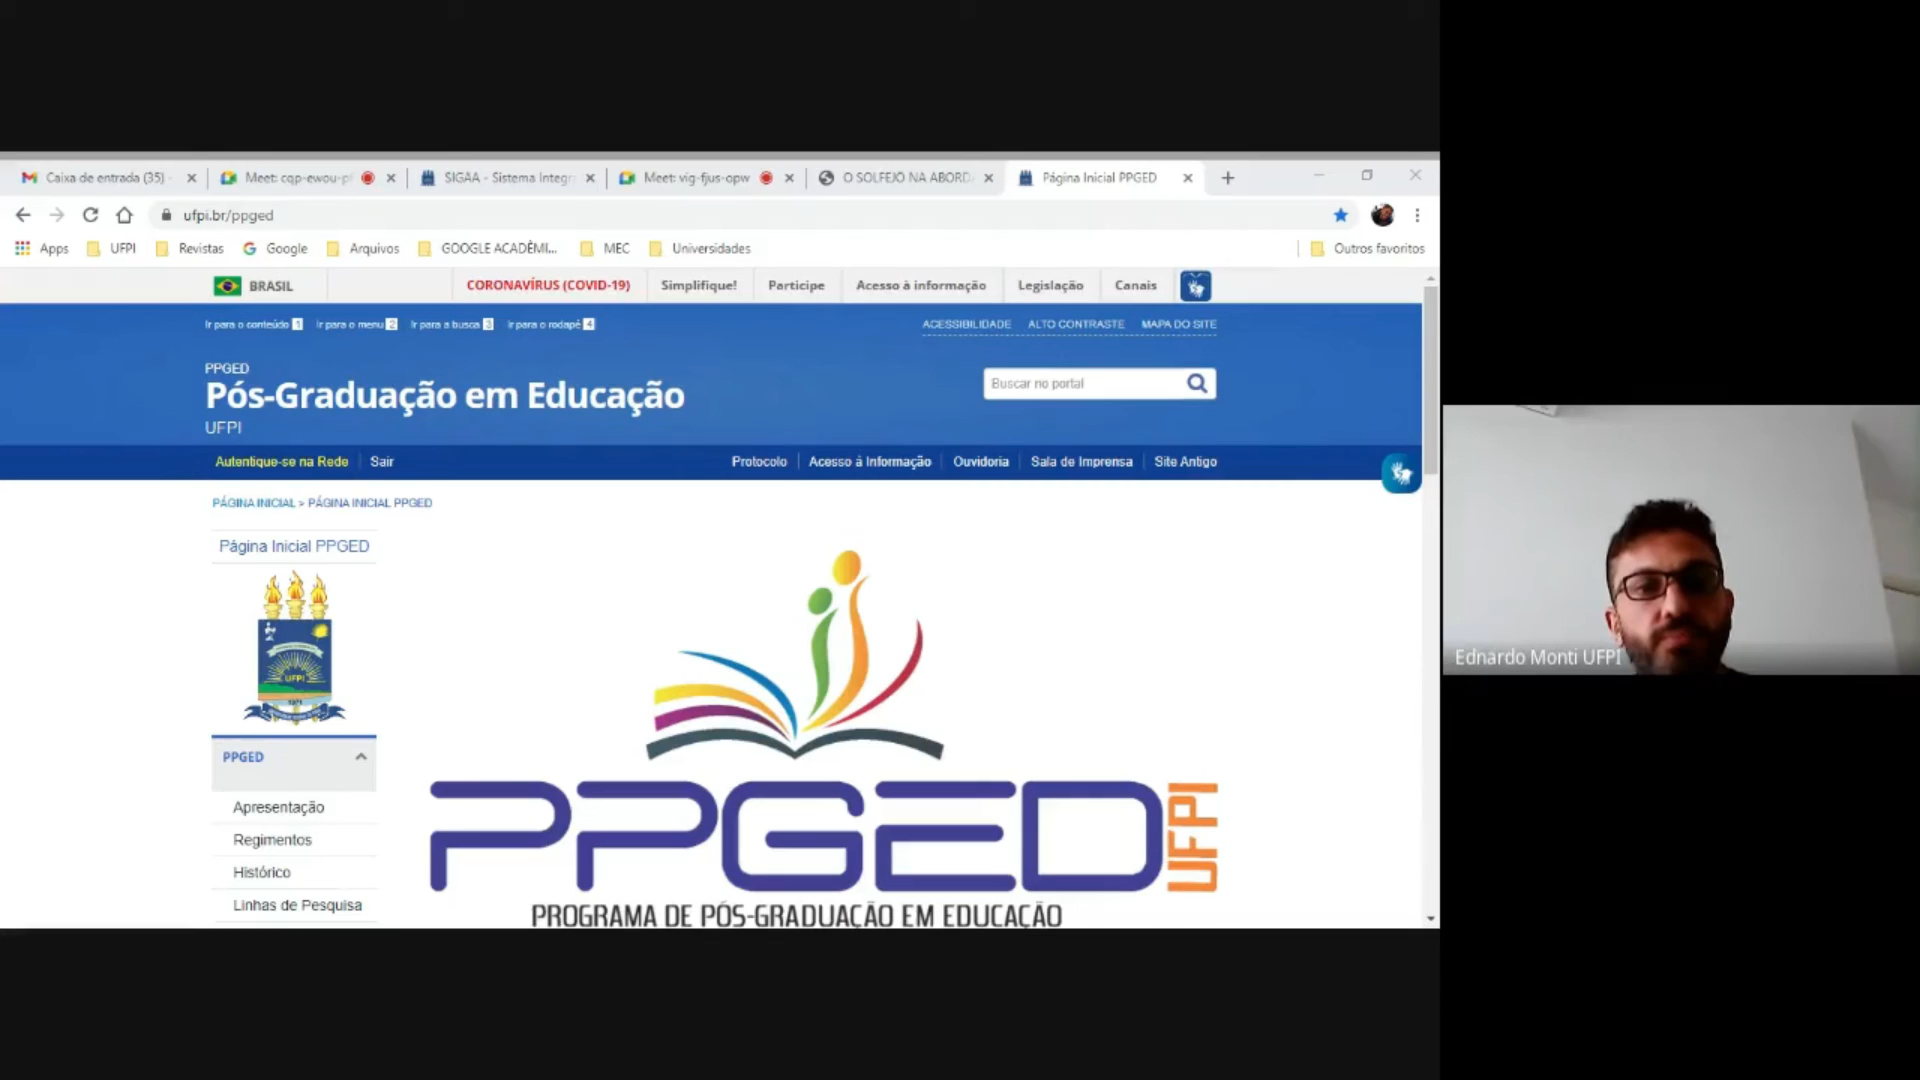 Caixa de entrada (35) -
Meet: cqp-ewou-p
SIGAA - Sistema Integr
Meet: vig-fjus-opw
O SOLFEJO NA ABORD
Página Inicial PPGED
ufpi.br/ppged
Apps
UFPI
Revistas
Google
Arquivos
GOOGLE ACADÊMI...
MEC
Universidades
Outros favoritos
BRASIL
CORONAVÍRUS (COVID-19)
Simplifique!
Participe
Acesso à informação
Legislação
Canais
Ir para o conteúdo 1
Ir para o menu 2
Ir para a busca 3
Ir para o rodapé 4
ACESSIBILIDADE
ALTO CONTRASTE
MAPA DO SITE
PPGED
Pós-Graduação em Educação
UFPI
Buscar no portal
Autentique-se na Rede
Sair
Protocolo
Acesso à Informação
Ouvidoria
Sala de Imprensa
Site Antigo
PÁGINA INICIAL > PÁGINA INICIAL PPGED
Página Inicial PPGED
UFPI
PPGED
Apresentação
Regimentos
Histórico
Linhas de Pesquisa
PPGED
UFPI
PROGRAMA DE PÓS-GRADUAÇÃO EM EDUCAÇÃO
Ednardo Monti UFPI